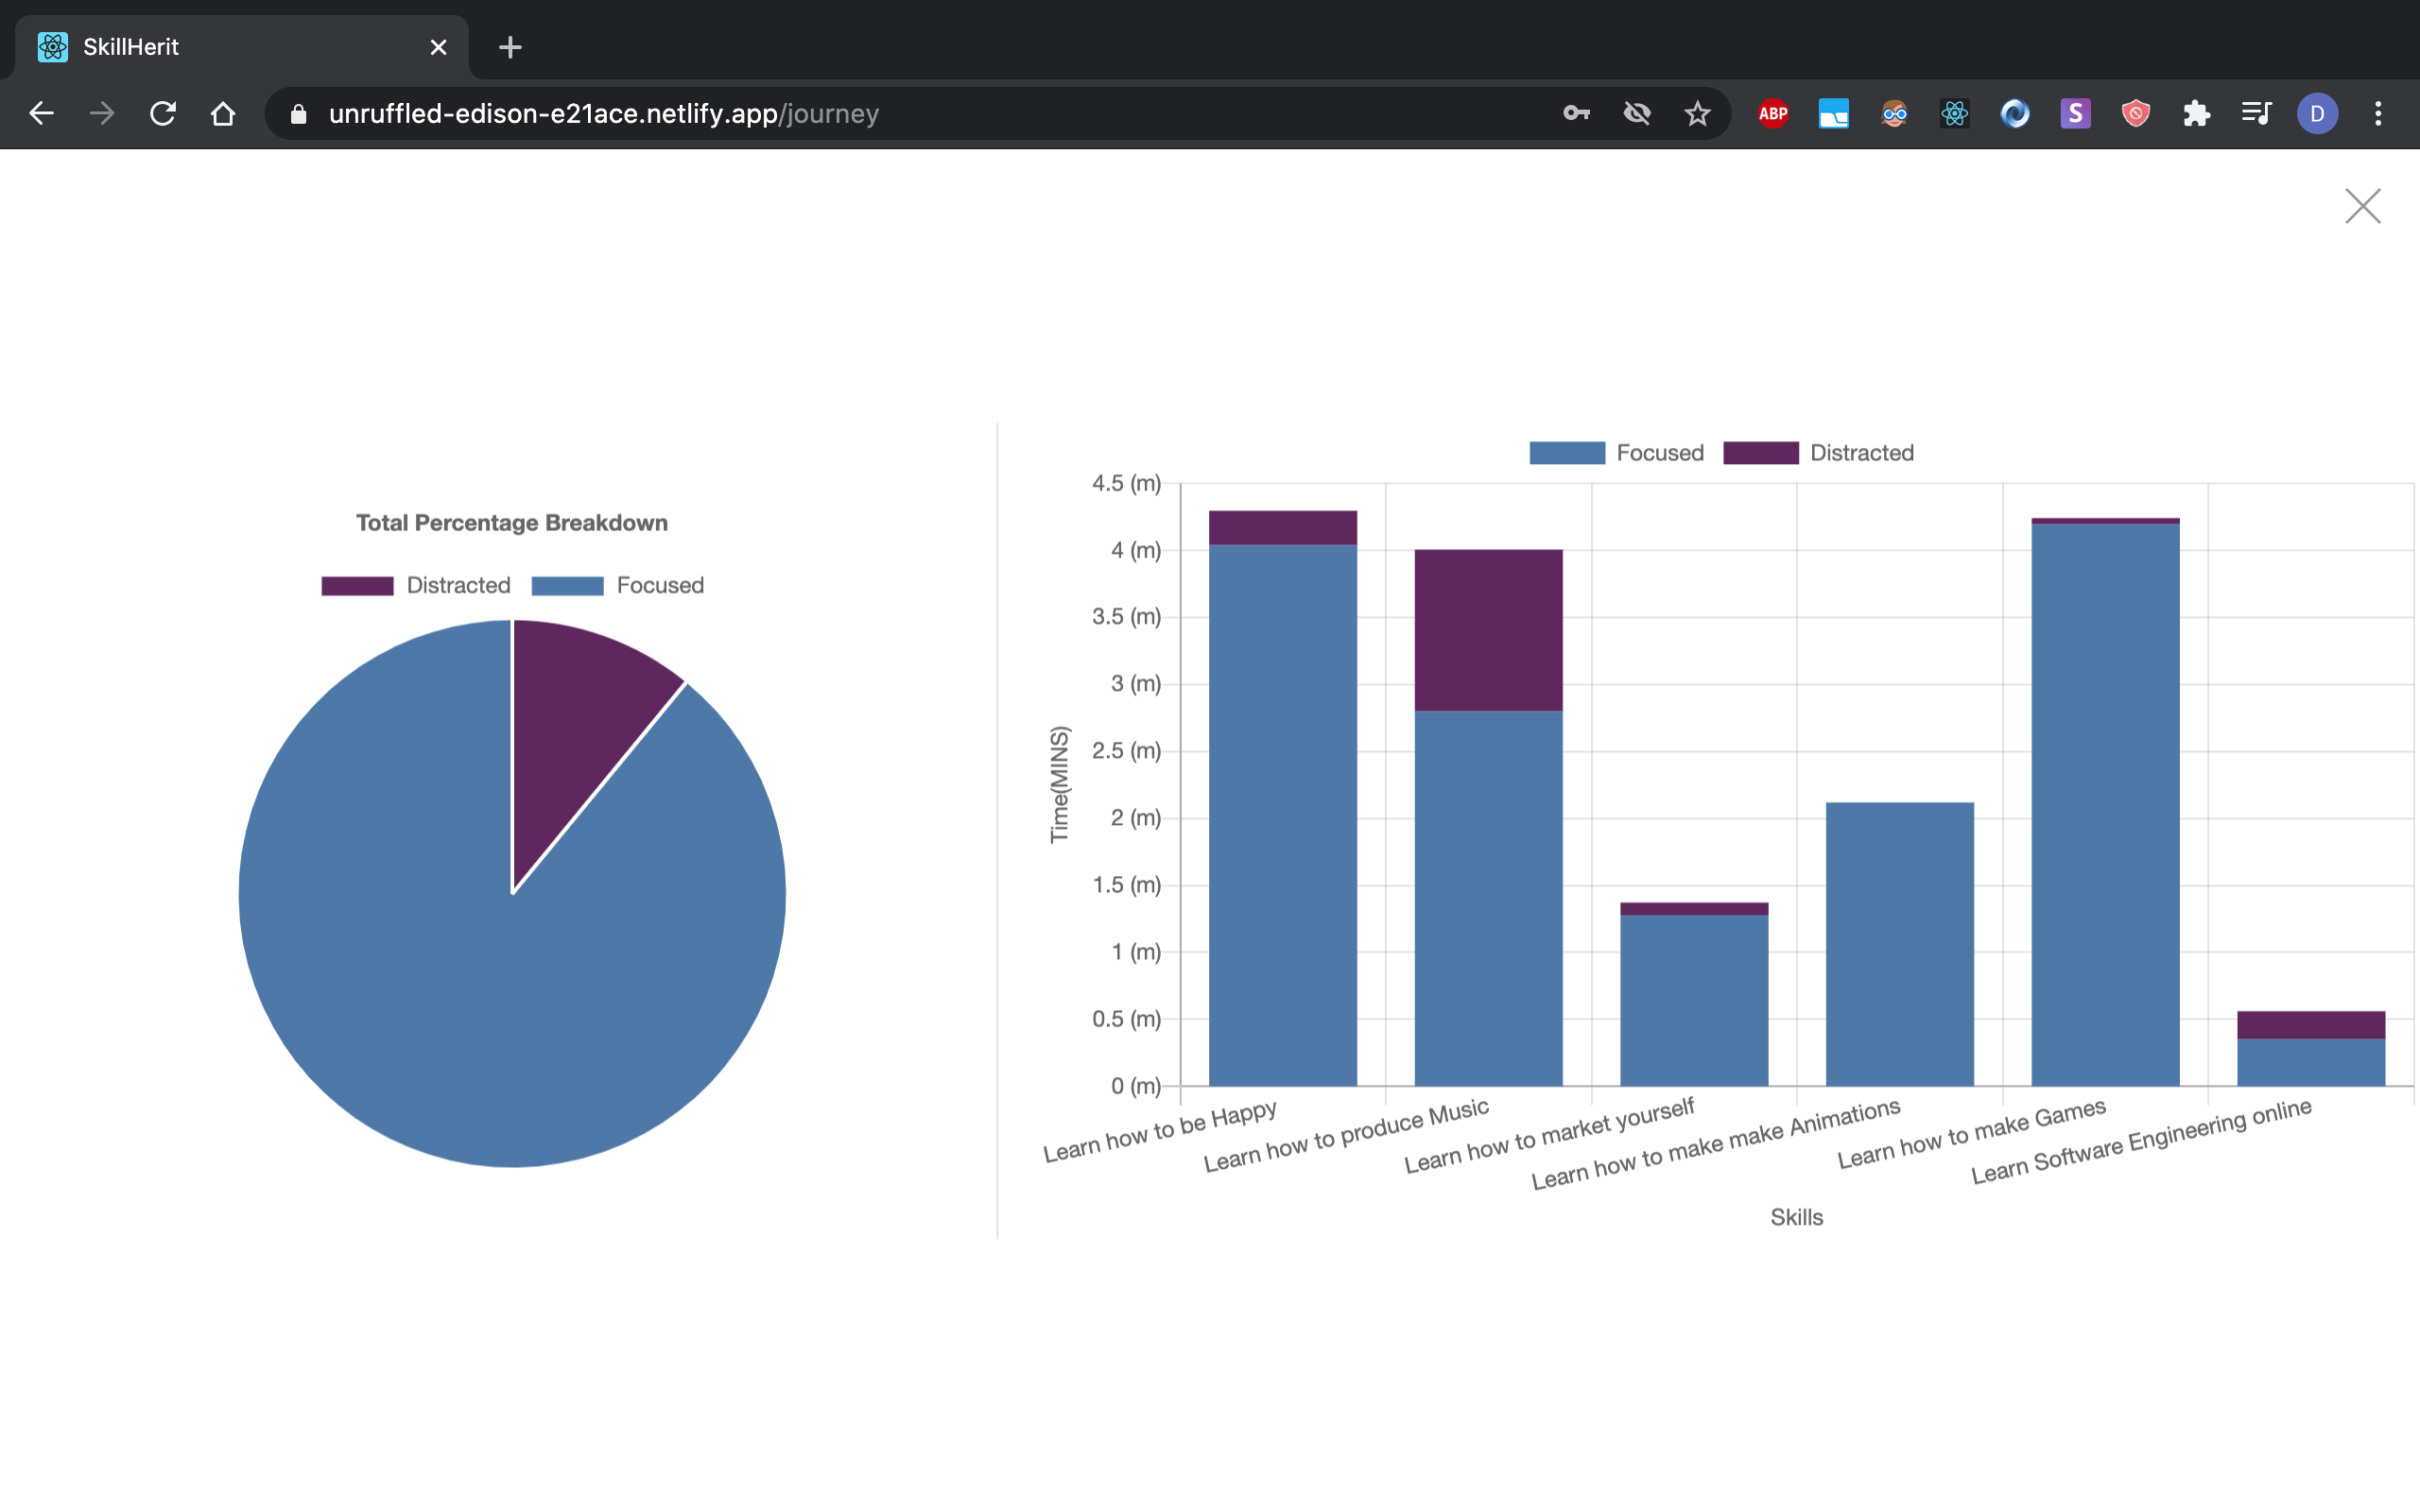 SkillHerit
unruffled-edison-e21ace.netlify.app/journey
ABP
S
D
Total Percentage Breakdown
Distracted Focused
Focused Distracted
4.5 (m)
4 (m)
3.5 (m)
3 (m)
2.5 (m)
2 (m)
1.5 (m)
1 (m)
0.5 (m)
0 (m)
Time(MINS)
Learn how to be Happy
Learn how to produce Music
Learn how to market yourself
Learn how to make make Animations
Learn how to make Games
Learn Software Engineering online
Skills